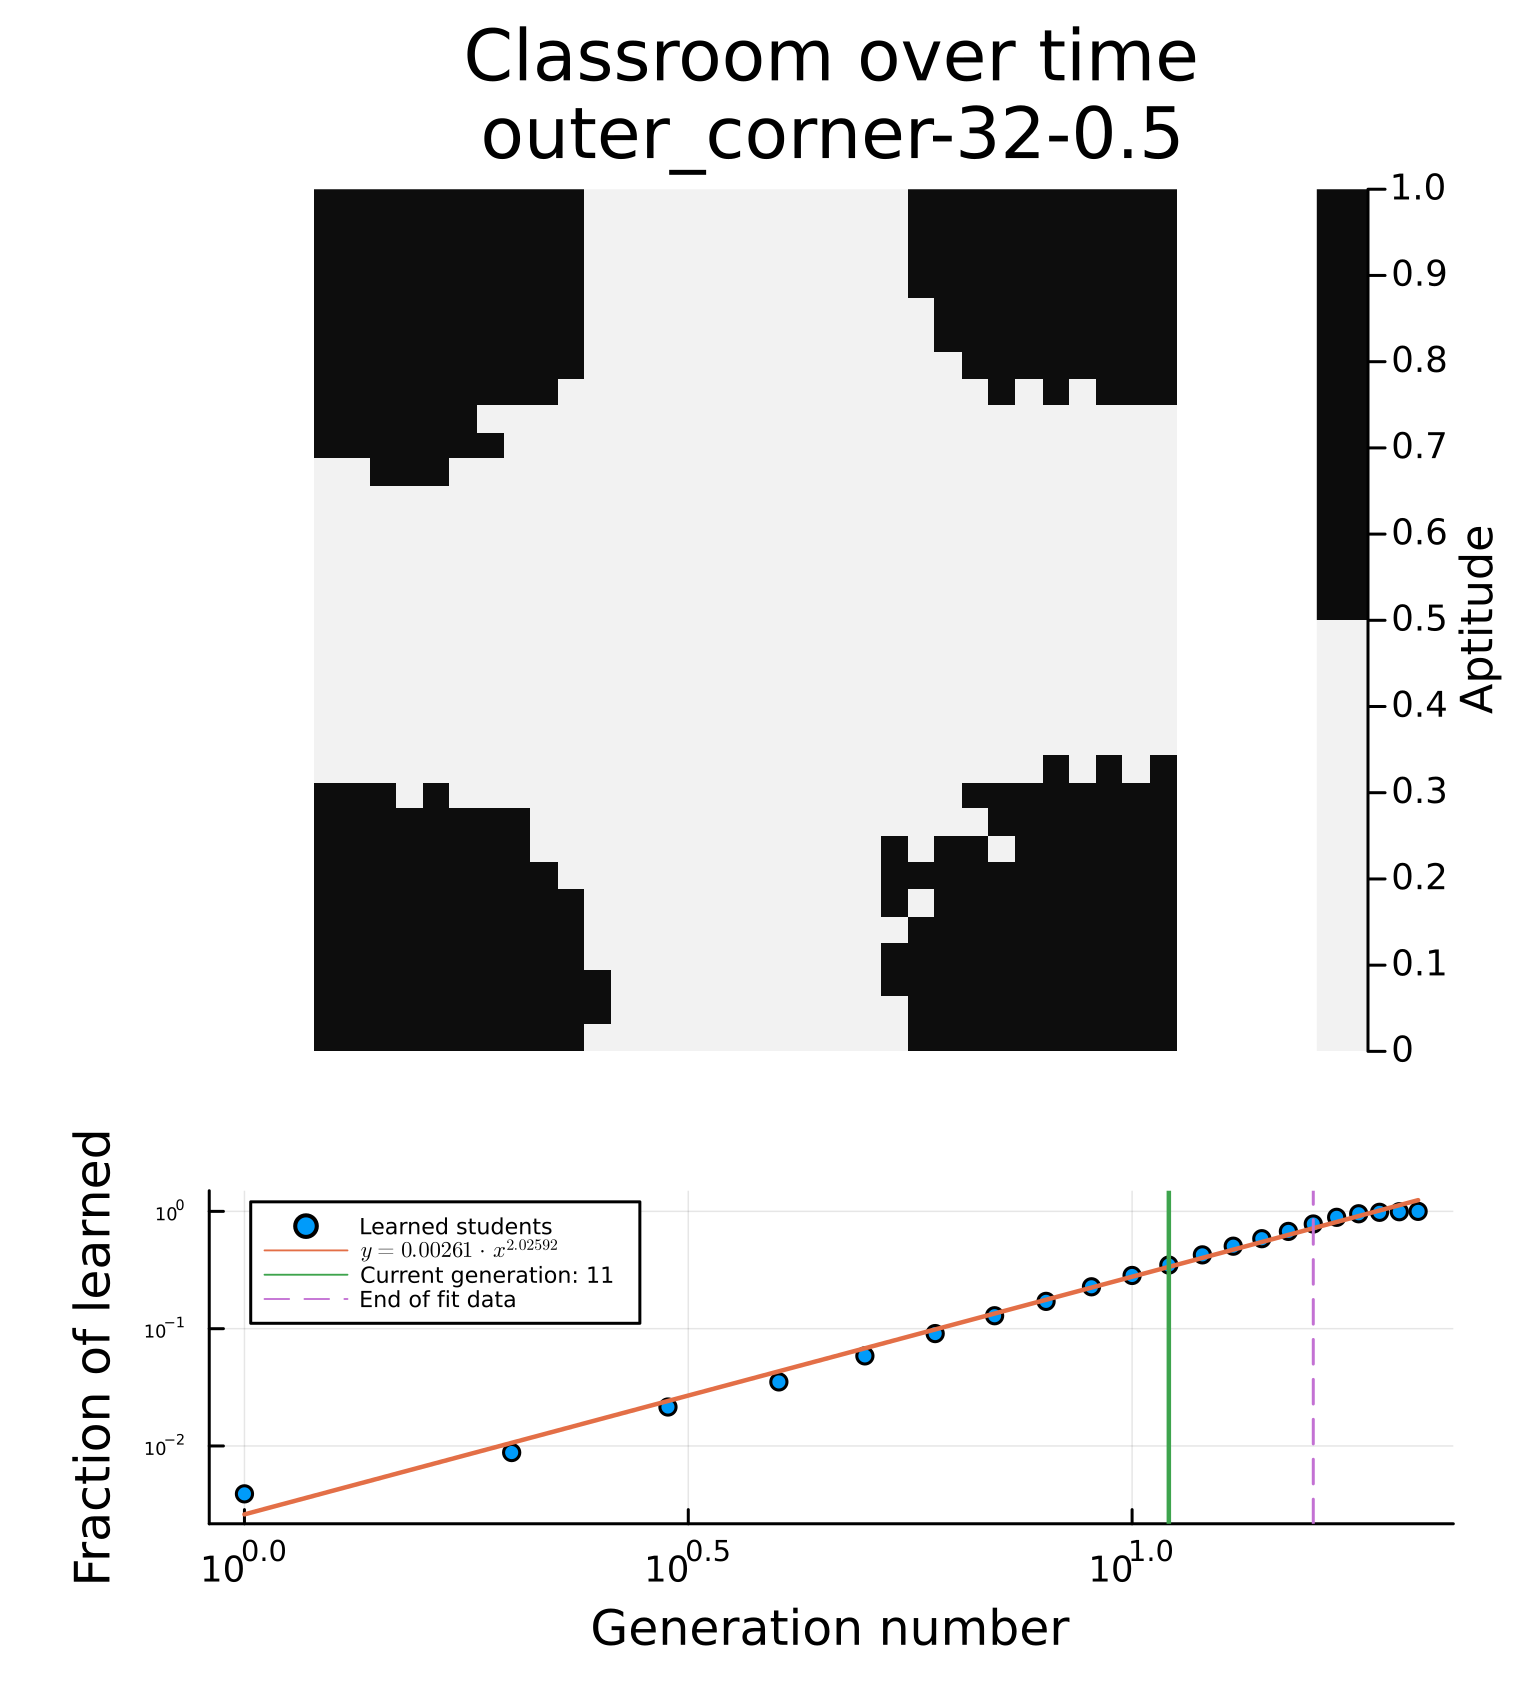 Classroom over time
outer_corner-32-0.5
1.0
0.9
0.8
0.7
0.6
0.5
0.4
0.3
0.2
0.1
0
Aptitude
Fraction of learned
10^0
10^−1
10^−2
Learned students
y = 0.00261 · x^2.02592
Current generation: 11
End of fit data
10^0.0
10^0.5
10^1.0
Generation number